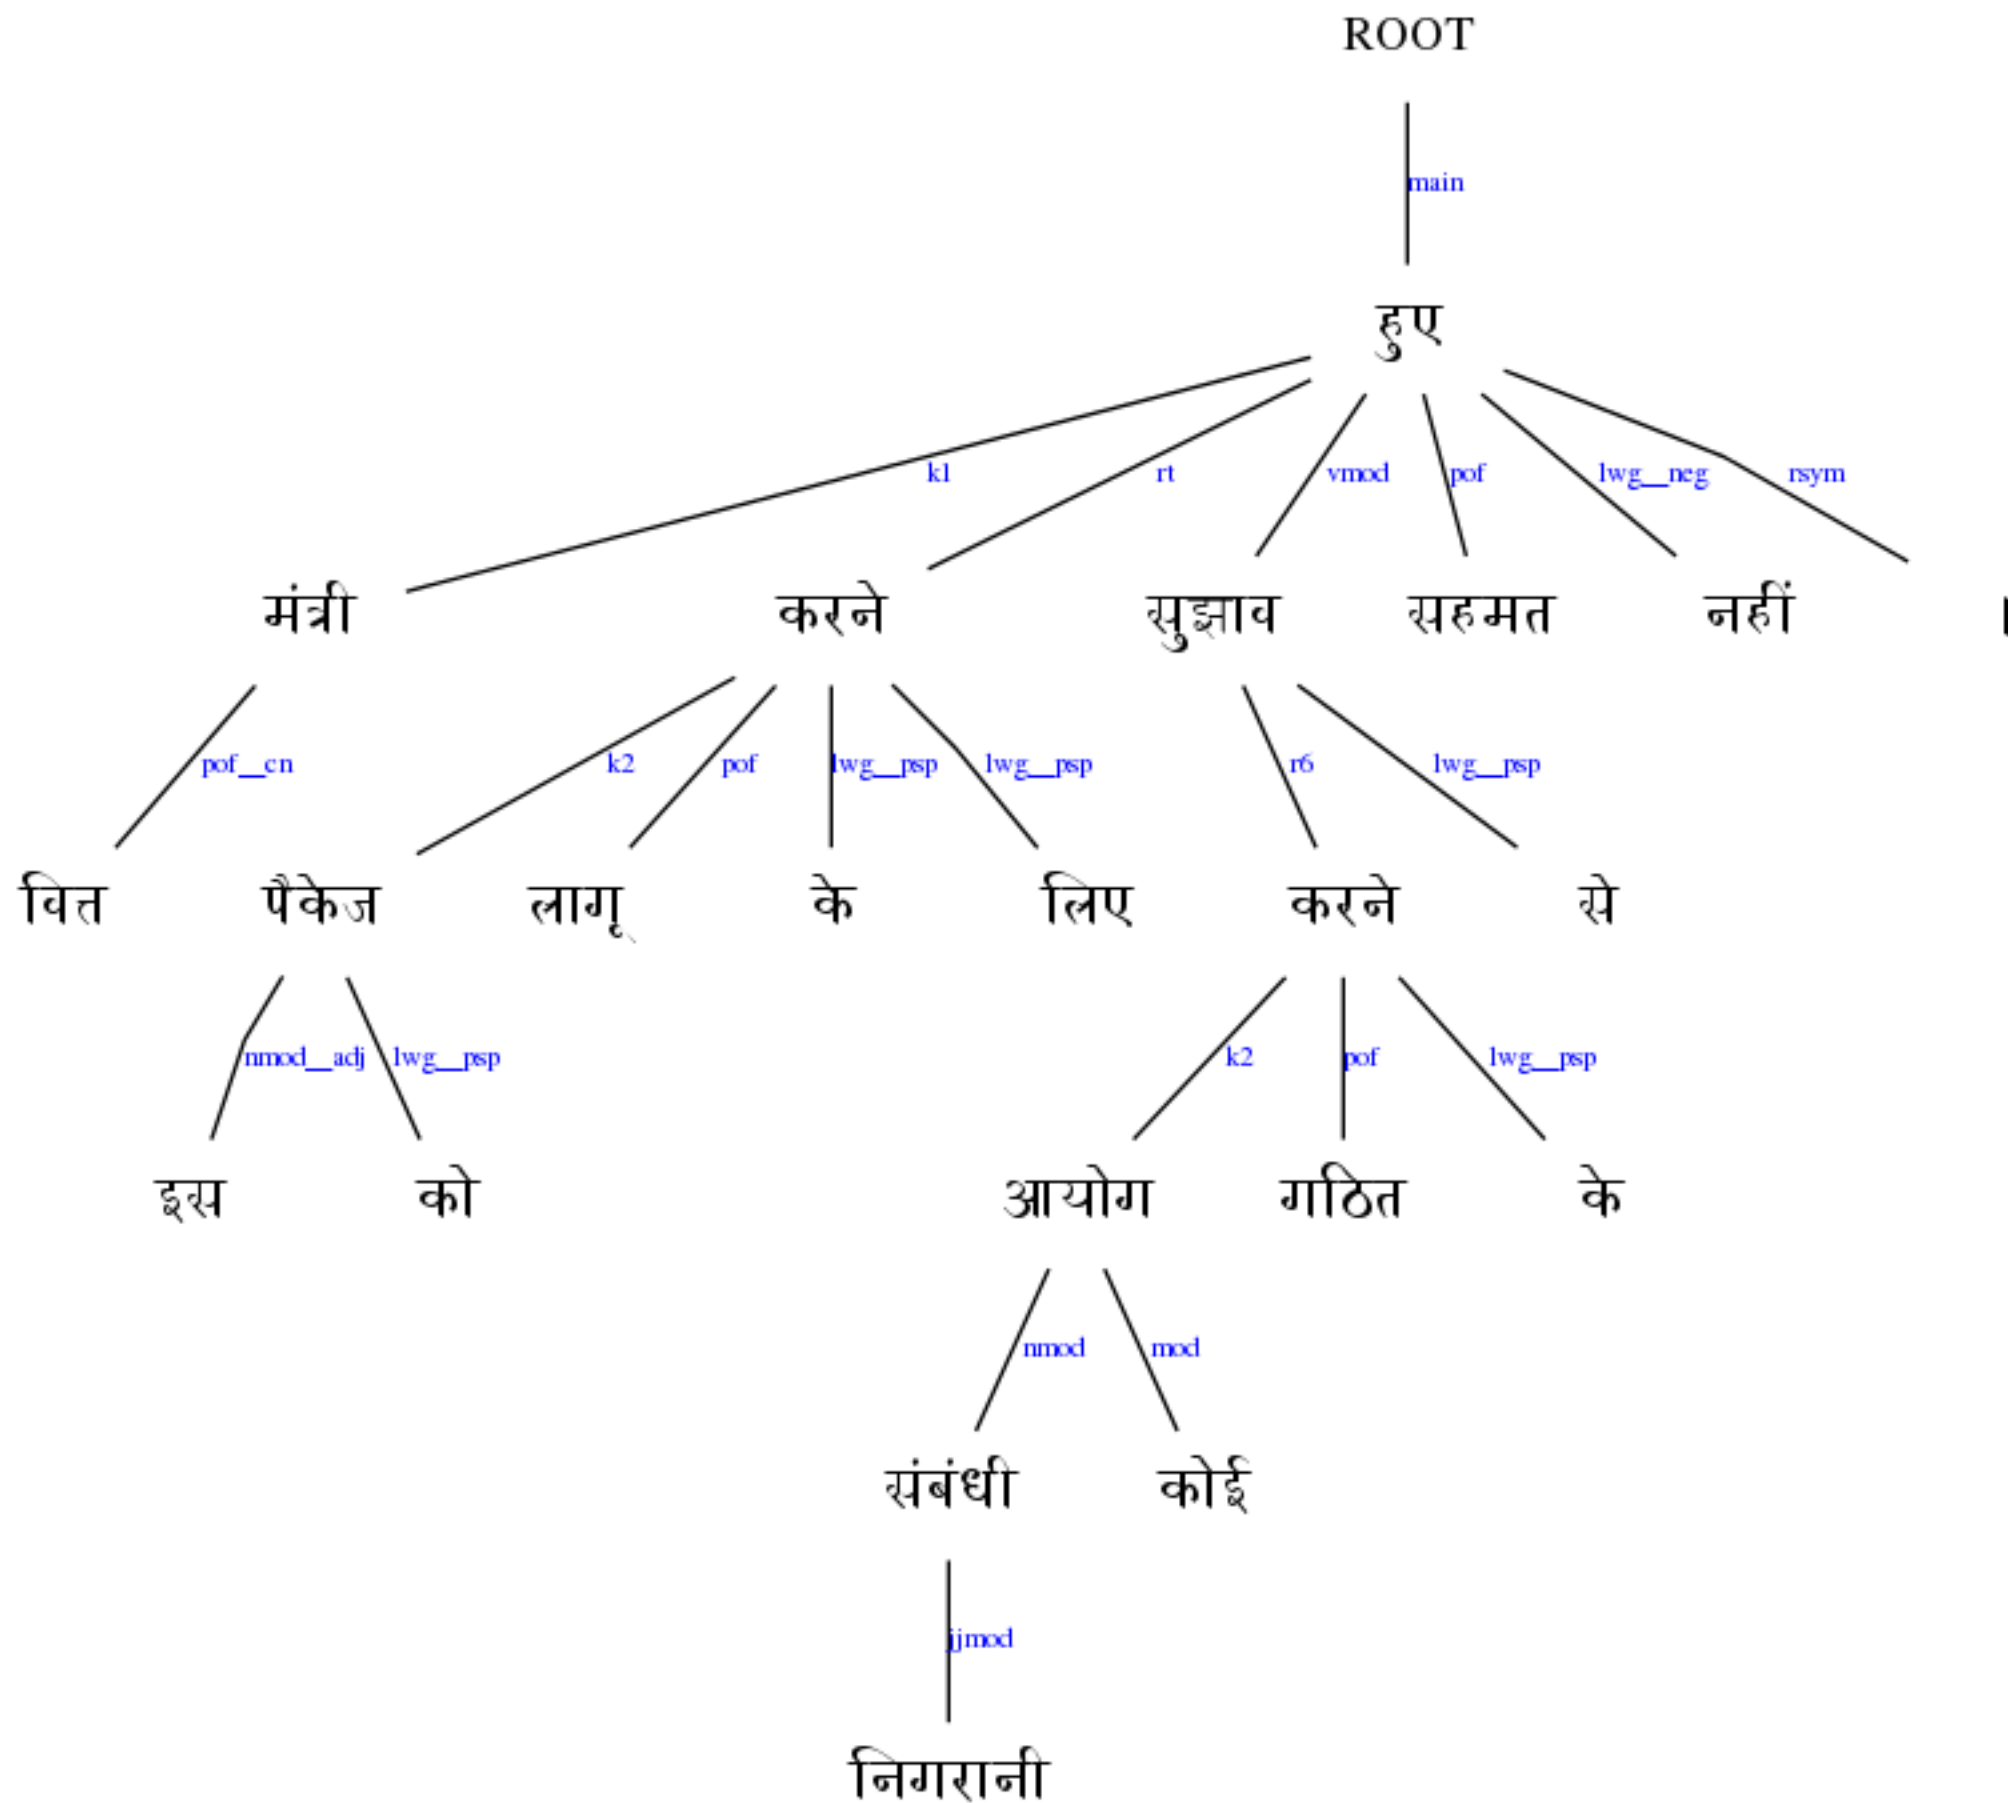 ROOT
main
हुए
k1 rt vmod pof lwg__neg rsym
मंत्री करने सुझाव सहमत नहीं ।
pof__cn k2 pof lwg__psp lwg__psp r6 lwg__psp
वित्त पैकेज लागू के लिए करने से
nmod__adj lwg__psp k2 pof lwg__psp
इस को आयोग गठित के
nmod mod
संबंधी कोई
jjmod
निगरानी